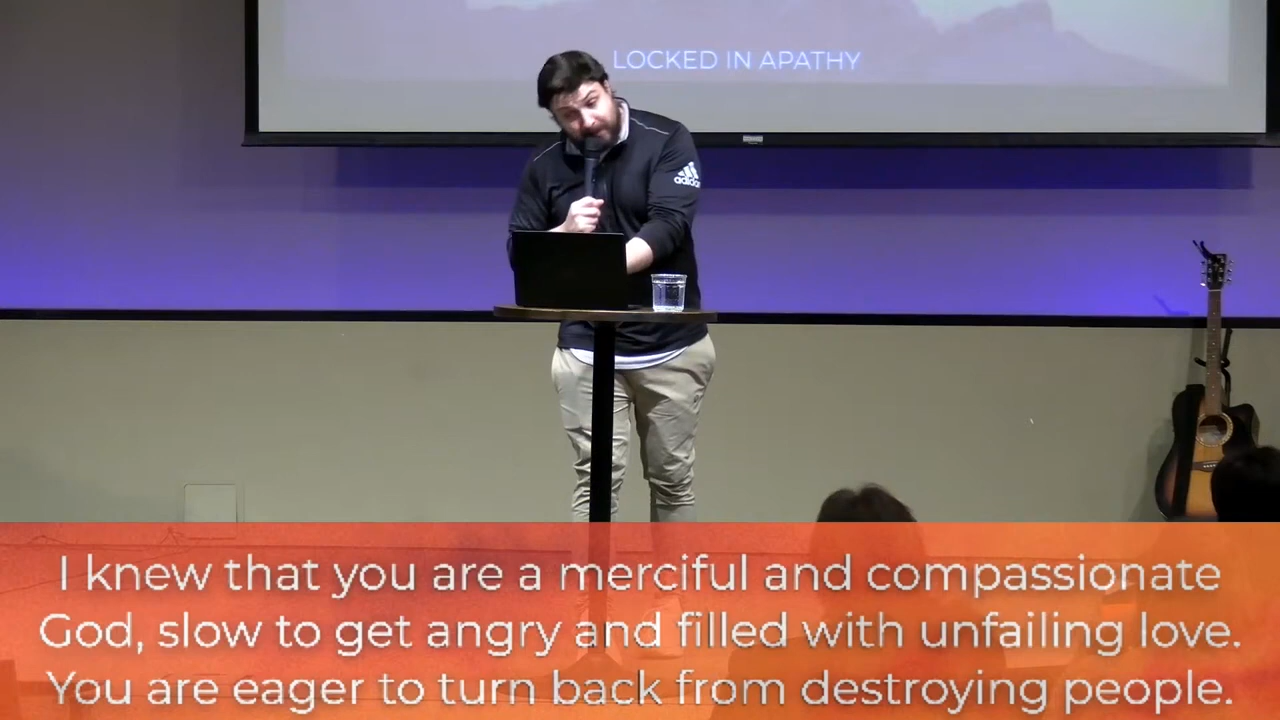 LOCKED IN APATHY
adidas
I knew that you are a merciful and compassionate
God, slow to get angry and filled with unfailing love.
You are eager to turn back from destroying people.